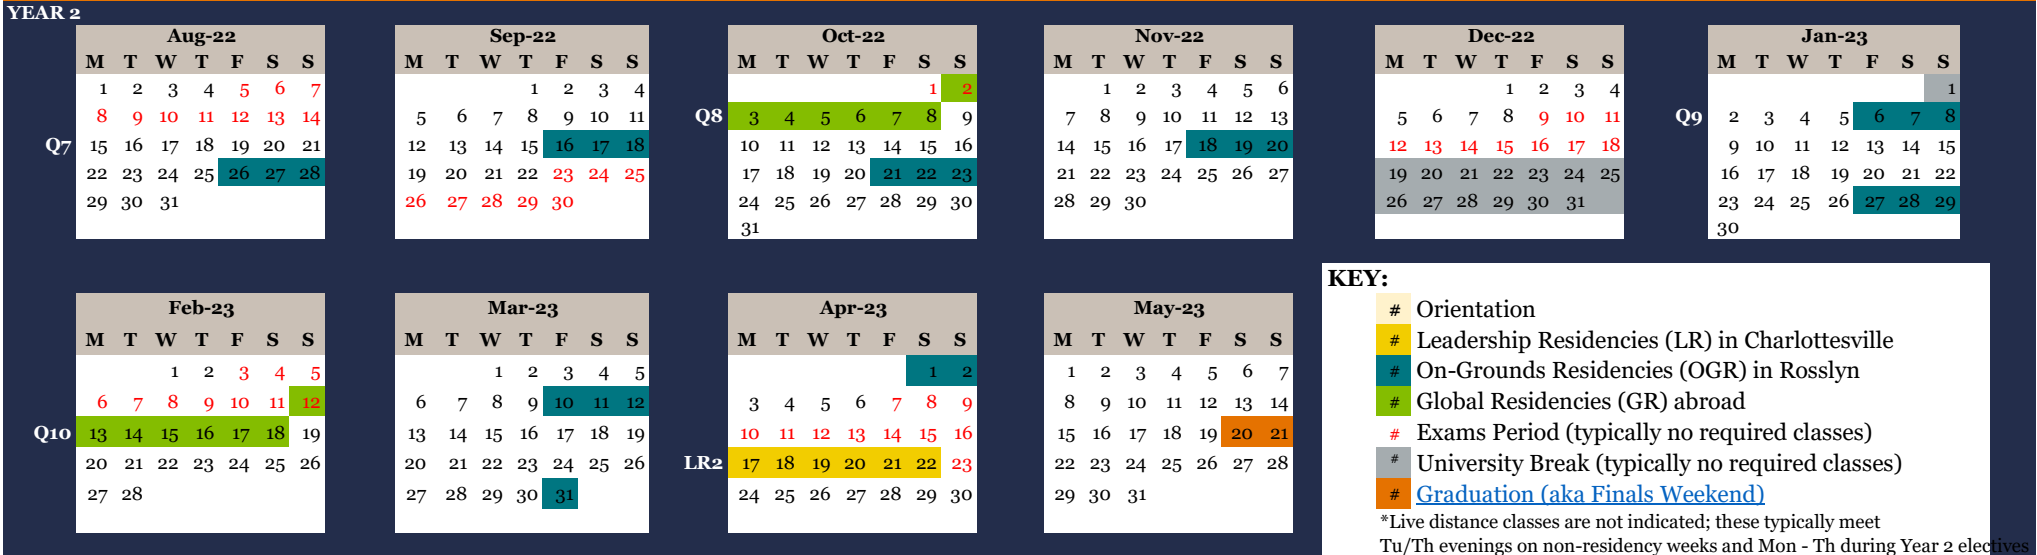 YEAR 2
Aug-22 Sep-22 Oct-22 Nov-22 Dec-22 Jan-23
M T W T F S S M T W T F S S M T W T F S S M T W T F S S M T W T F S S M T W T F S S
1 2 3 4 5 6 7 1 2 3 4 1 2 1 2 3 4 5 6 1 2 3 4 1
8 9 10 11 12 13 14 5 6 7 8 9 10 11 Q8 3 4 5 6 7 8 9 7 8 9 10 11 12 13 5 6 7 8 9 10 11 Q9 2 3 4 5 6 7 8
Q7 15 16 17 18 19 20 21 12 13 14 15 16 17 18 10 11 12 13 14 15 16 14 15 16 17 18 19 20 12 13 14 15 16 17 18 9 10 11 12 13 14 15
22 23 24 25 26 27 28 19 20 21 22 23 24 25 17 18 19 20 21 22 23 21 22 23 24 25 26 27 19 20 21 22 23 24 25 16 17 18 19 20 21 22
29 30 31 26 27 28 29 30 24 25 26 27 28 29 30 28 29 30 26 27 28 29 30 31 23 24 25 26 27 28 29
31 30
Feb-23 Mar-23 Apr-23 May-23
M T W T F S S M T W T F S S M T W T F S S M T W T F S S
1 2 3 4 5 1 2 3 4 5 1 2 1 2 3 4 5 6 7
6 7 8 9 10 11 12 6 7 8 9 10 11 12 3 4 5 6 7 8 9 8 9 10 11 12 13 14
Q10 13 14 15 16 17 18 19 13 14 15 16 17 18 19 10 11 12 13 14 15 16 15 16 17 18 19 20 21
20 21 22 23 24 25 26 20 21 22 23 24 25 26 LR2 17 18 19 20 21 22 23 22 23 24 25 26 27 28
27 28 27 28 29 30 31 24 25 26 27 28 29 30 29 30 31
KEY:
# Orientation
# Leadership Residencies (LR) in Charlottesville
# On-Grounds Residencies (OGR) in Rosslyn
# Global Residencies (GR) abroad
# Exams Period (typically no required classes)
# University Break (typically no required classes)
# Graduation (aka Finals Weekend)
*Live distance classes are not indicated; these typically meet
Tu/Th evenings on non-residency weeks and Mon - Th during Year 2 electives